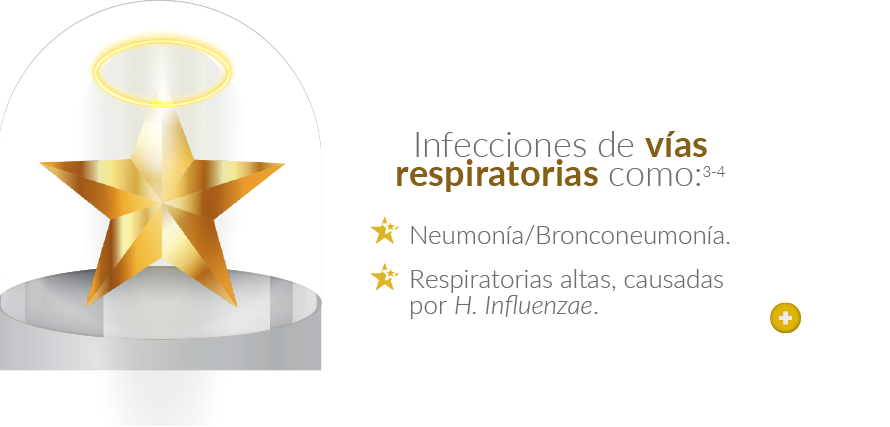 Infecciones de vías
respiratorias como:3-4
Neumonía/Bronconeumonía.
Respiratorias altas, causadas
por H. Influenzae.